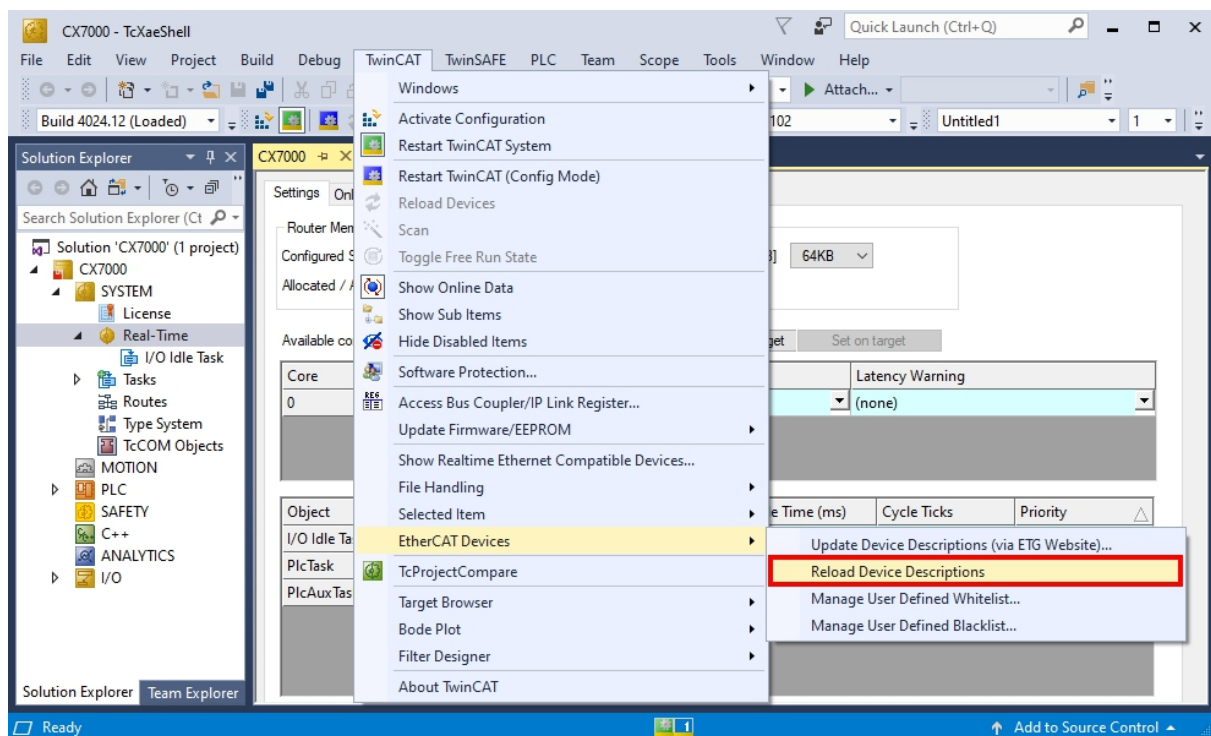 CX7000 - TcXaeShell
Quick Launch (Ctrl+Q)
File Edit View Project Build Debug TwinCAT TwinSAFE PLC Team Scope Tools Window Help
Attach...
Build 4024.12 (Loaded)
102
Untitled1
1
Solution Explorer
Search Solution Explorer (Ct
Solution 'CX7000' (1 project)
CX7000
SYSTEM
License
Real-Time
I/O Idle Task
Tasks
Routes
Type System
TcCOM Objects
MOTION
PLC
SAFETY
C++
ANALYTICS
I/O
Solution Explorer Team Explorer
CX7000
Settings Onl
Router Mem
Configured S
64KB
Allocated / A
Available co
get
Set on target
Core
Latency Warning
0
(none)
Object
e Time (ms) Cycle Ticks Priority
I/O Idle Ta
PlcTask
PlcAuxTas
Windows
Activate Configuration
Restart TwinCAT System
Restart TwinCAT (Config Mode)
Reload Devices
Scan
Toggle Free Run State
Show Online Data
Show Sub Items
Hide Disabled Items
Software Protection...
REG
Access Bus Coupler/IP Link Register...
Update Firmware/EEPROM
Show Realtime Ethernet Compatible Devices...
File Handling
Selected Item
EtherCAT Devices
TcProjectCompare
Target Browser
Bode Plot
Filter Designer
About TwinCAT
Update Device Descriptions (via ETG Website)...
Reload Device Descriptions
Manage User Defined Whitelist...
Manage User Defined Blacklist...
Ready
1
Add to Source Control